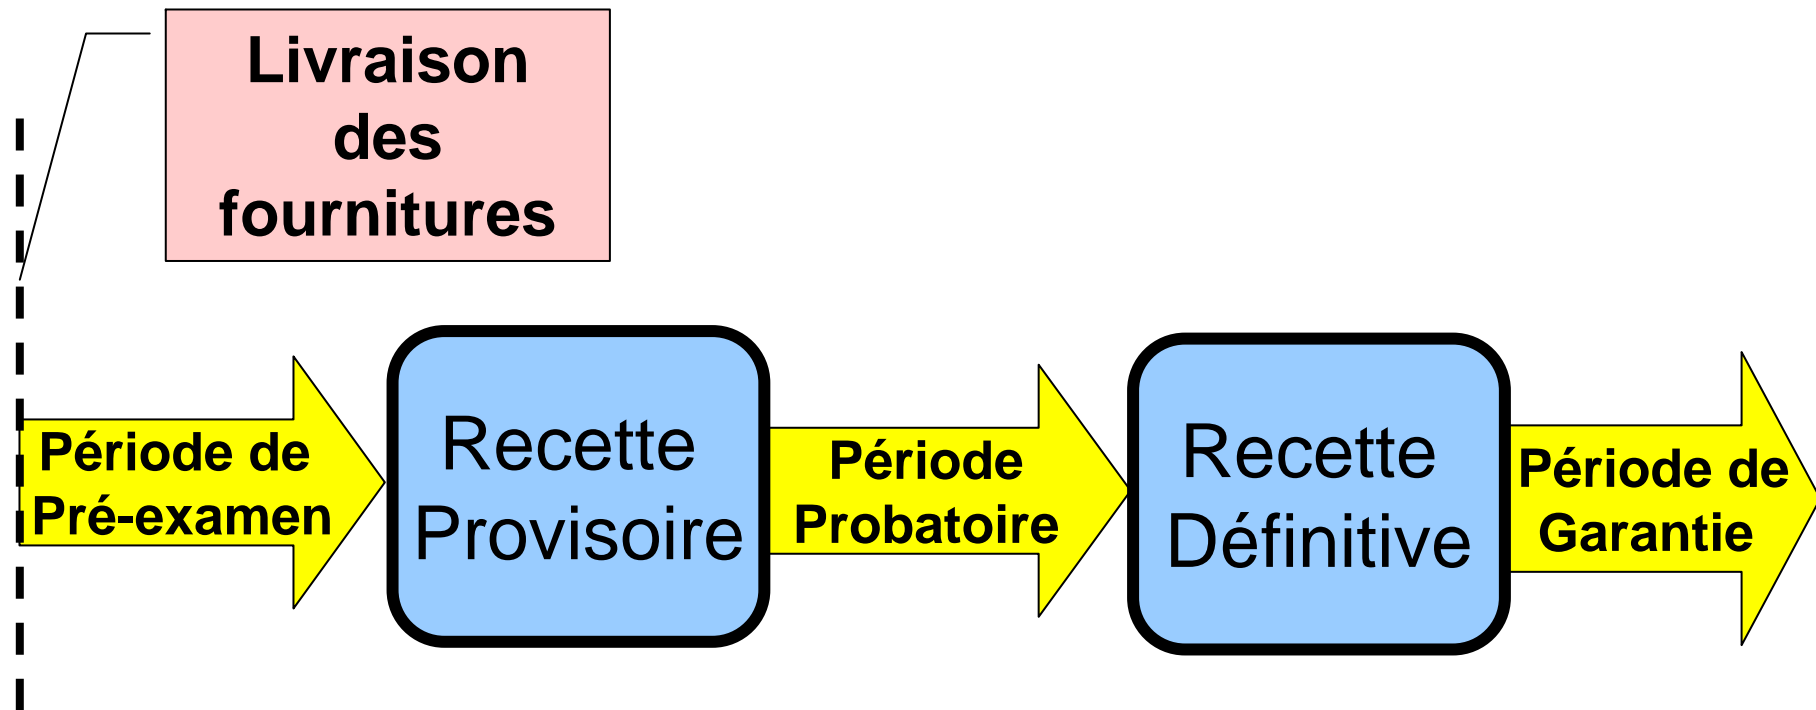 Livraison
des
fournitures
Période de
Pré-examen
Recette
Provisoire
Période
Probatoire
Recette
Définitive
Période de
Garantie